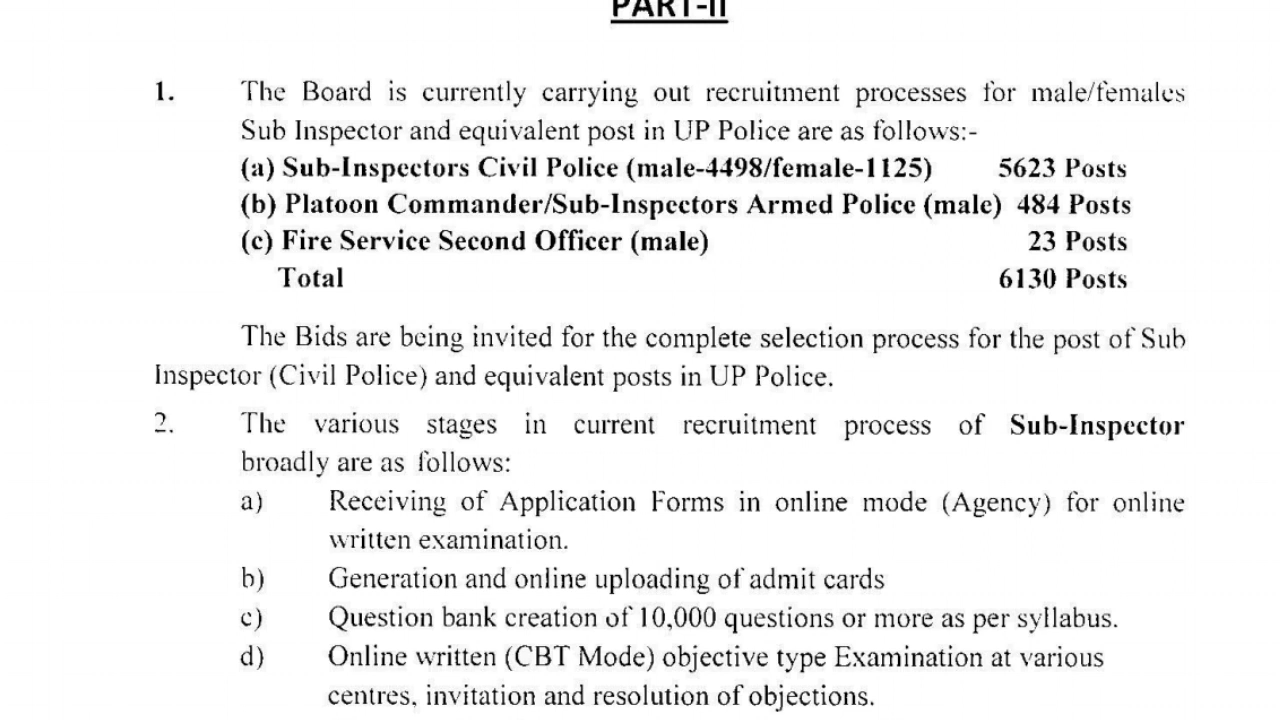 PART-II
1. The Board is currently carrying out recruitment processes for male/females
Sub Inspector and equivalent post in UP Police are as follows:-
(a) Sub-Inspectors Civil Police (male-4498/female-1125) 5623 Posts
(b) Platoon Commander/Sub-Inspectors Armed Police (male) 484 Posts
(c) Fire Service Second Officer (male) 23 Posts
Total 6130 Posts
The Bids are being invited for the complete selection process for the post of Sub
Inspector (Civil Police) and equivalent posts in UP Police.
2. The various stages in current recruitment process of Sub-Inspector
broadly are as follows:
a) Receiving of Application Forms in online mode (Agency) for online
written examination.
b) Generation and online uploading of admit cards
c) Question bank creation of 10,000 questions or more as per syllabus.
d) Online written (CBT Mode) objective type Examination at various
centres, invitation and resolution of objections.